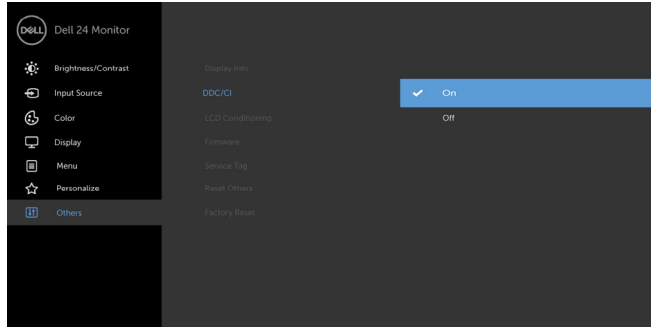 DELL Dell 24 Monitor
Brightness/Contrast
Input Source
Color
Display
Menu
Personalize
Others
Display Info
DDC/CI
LCD Conditioning
Firmware
Service Tag
Reset Others
Factory Reset
On
Off